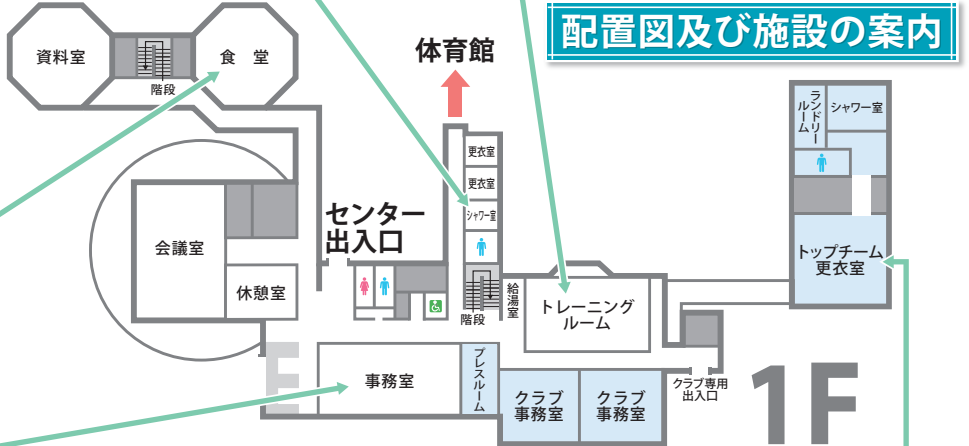 配置図及び施設の案内
資料室
階段
食 堂
体育館
更衣室
更衣室
シャワー室
ランドリー
ルーム
シャワー室
センター
出入口
会議室
休憩室
トップチーム
更衣室
階段
給湯室
トレーニング
ルーム
事務室
プレスルーム
クラブ
事務室
クラブ
事務室
クラブ専用
出入口
1F